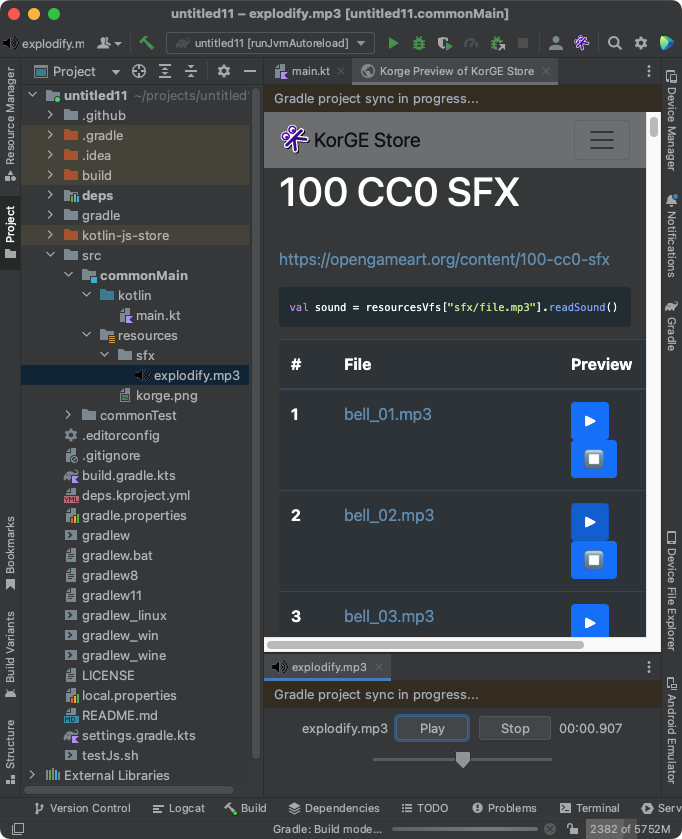 untitled11 – explodify.mp3 [untitled11.commonMain]
explodify.m
untitled11 [runJvmAutoreload]
Project
main.kt
Korge Preview of KorGE Store
untitled11 ~/projects/untitled1
.github
.gradle
.idea
build
deps
gradle
kotlin-js-store
src
commonMain
kotlin
main.kt
resources
sfx
explodify.mp3
korge.png
commonTest
.editorconfig
.gitignore
build.gradle.kts
deps.kproject.yml
gradle.properties
gradlew
gradlew.bat
gradlew8
gradlew11
gradlew_linux
gradlew_win
gradlew_wine
LICENSE
local.properties
README.md
settings.gradle.kts
testJs.sh
External Libraries
Resource Manager
Project
Bookmarks
Build Variants
Structure
Gradle project sync in progress...
KorGE Store
100 CC0 SFX
https://opengameart.org/content/100-cc0-sfx
val sound = resourcesVfs["sfx/file.mp3"].readSound()
# File Preview
1 bell_01.mp3
2 bell_02.mp3
3 bell_03.mp3
explodify.mp3
Gradle project sync in progress...
explodify.mp3 Play Stop 00:00.907
Device Manager
Notifications
Gradle
Device File Explorer
Android Emulator
Version Control Logcat Build Dependencies TODO Problems Terminal Serv
Gradle: Build mode... 2382 of 5752M